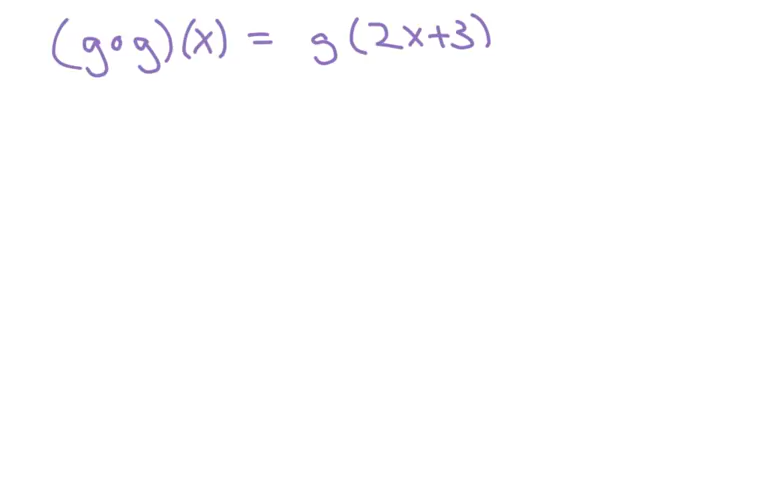 (g∘g)(x) = g(2x+3)